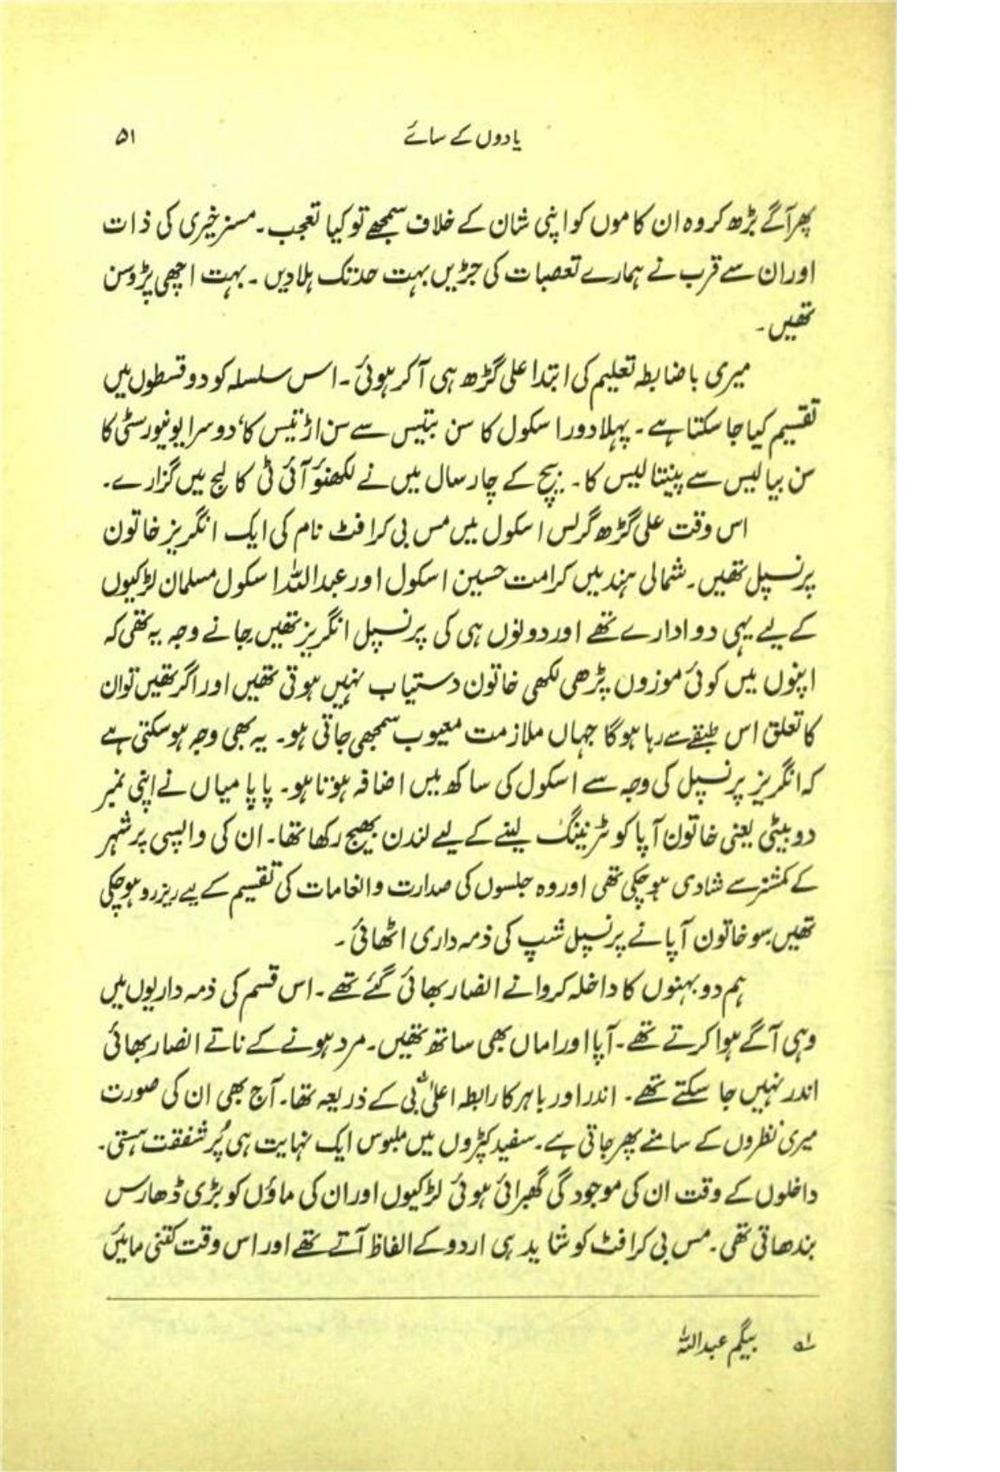 یادوں کے سائے
۵۱
پھر آگے بڑھ کر وہ ان کاموں کو اپنی شان کے خلاف سمجھے تو کیا تعجب۔ مسز خیری کی ذات
اور ان سے قرب نے ہمارے تعصبات کی جڑیں بہت حد تک ہلا دیں ۔ بہت اچھی پڑوسن
تھیں۔
میری باضابطہ تعلیم کی ابتدا علی گڑھ ہی آ کر ہوئی ۔ اس سلسلہ کو دو قسطوں میں
تقسیم کیا جا سکتا ہے ۔ پہلا دور اسکول کا سن بتیس سے سن اڑتیس کا، دوسرا یونیورسٹی کا
سن بیالیس سے پینتالیس کا ۔ بیچ کے چار سال میں نے لکھنؤ آئی ٹی کالج میں گزارے۔
اس وقت علی گڑھ گرلس اسکول میں مس بی کرافٹ نام کی ایک انگریز خاتون
پرنسپل تھیں۔ شمالی ہند میں کرامت حسین اسکول اور عبداللہ اسکول مسلمان لڑکیوں
کے لیے یہی دو ادارے تھے اور دونوں ہی کی پرنسپل انگریز تھیں۔ جانے وجہ یہ تھی کہ
اپنوں میں کوئی موزوں پڑھی لکھی خاتون دستیاب نہیں ہوتی تھیں اور اگر تھیں تو ان
کا تعلق اس طبقے سے رہا ہوگا جہاں ملازمت معیوب سمجھی جاتی ہو۔ یہ بھی وجہ ہو سکتی ہے
کہ انگریز پرنسپل کی وجہ سے اسکول کی ساکھ میں اضافہ ہوتا ہو۔ پاپا میاں نے اپنی نمبر
دو بیٹی یعنی خاتون آپا کو ٹریننگ لینے کے لیے لندن بھیج رکھا تھا۔ ان کی واپسی پر شہر
کے کمشنر سے شادی ہو چکی تھی اور وہ جلسوں کی صدارت و انعامات کی تقسیم کے لیے ریزرو ہو چکی
تھیں سو خاتون آپا نے پرنسپل شپ کی ذمہ داری اٹھائی ۔
ہم دو بہنوں کا داخلہ کروانے انصار بھائی گئے تھے ۔ اس قسم کی ذمہ داریوں میں
وہی آگے ہوا کرتے تھے ۔ آپا اور اماں بھی ساتھ تھیں۔ مرد ہونے کے ناتے انصار بھائی
اندر نہیں جا سکتے تھے ۔ اندر اور باہر کا رابطہ اعلیٰ بی کے ذریعہ تھا۔ آج بھی ان کی صورت
میری نظروں کے سامنے پھر جاتی ہے۔ سفید کپڑوں میں ملبوس ایک نہایت ہی پُر شفقت ہستی۔
داخلوں کے وقت ان کی موجودگی گھبرائی ہوئی لڑکیوں اور ان کی ماؤں کو بڑی ڈھارس
بندھاتی تھی۔ مس بی کرافٹ کو شاید ہی اردو کے الفاظ آتے تھے اور اس وقت کتنی مائیں
بیگم عبداللہ